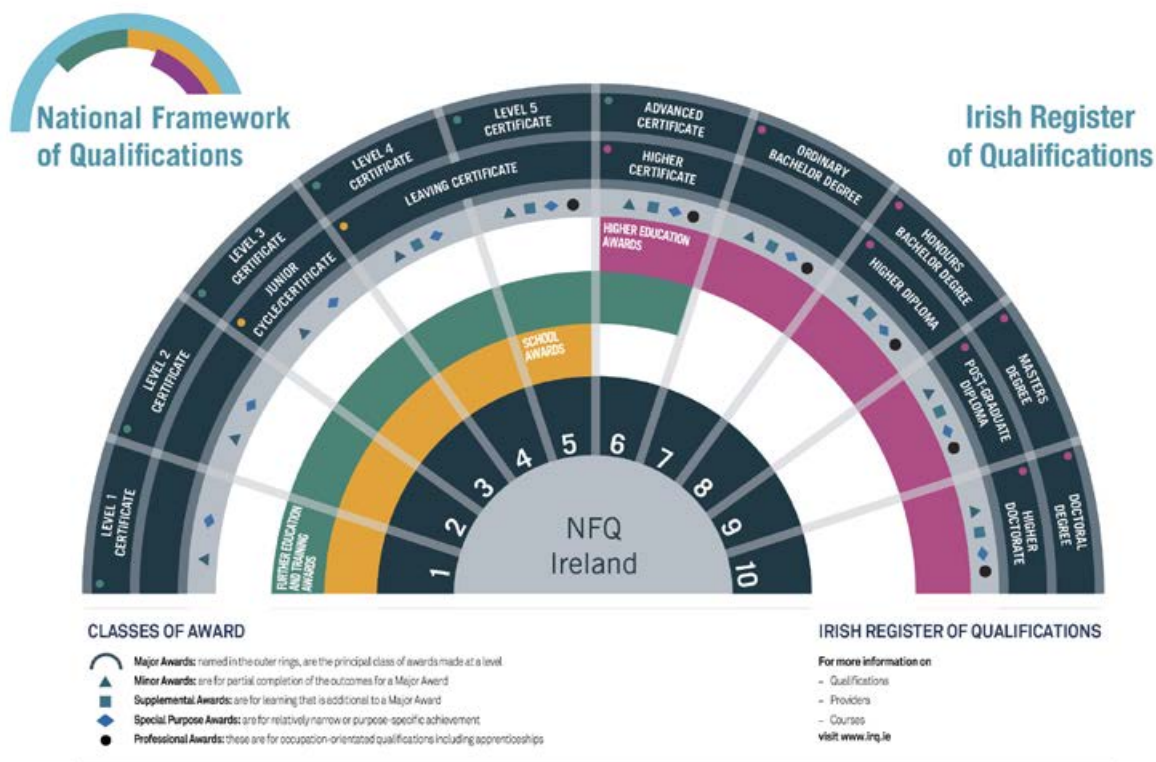 National Framework
of Qualifications
Irish Register
of Qualifications
LEVEL 1
CERTIFICATE
LEVEL 2
CERTIFICATE
LEVEL 3
CERTIFICATE
LEVEL 4
CERTIFICATE
LEVEL 5
CERTIFICATE
ADVANCED
CERTIFICATE
ORDINARY
BACHELOR DEGREE
HONOURS
BACHELOR DEGREE
MASTERS
DEGREE
DOCTORAL
DEGREE
JUNIOR
CYCLE/CERTIFICATE
LEAVING CERTIFICATE
HIGHER
CERTIFICATE
HIGHER DIPLOMA
POST-GRADUATE
DIPLOMA
HIGHER
DOCTORATE
HIGHER EDUCATION
AWARDS
SCHOOL
AWARDS
FURTHER EDUCATION
AND TRAINING
AWARDS
1
2
3
4
5
6
7
8
9
10
NFQ
Ireland
CLASSES OF AWARD
Major Awards: named in the outer rings, are the principal class of awards made at a level
Minor Awards: are for partial completion of the outcomes for a Major Award
Supplemental Awards: are for learning that is additional to a Major Award
Special Purpose Awards: are for relatively narrow or purpose-specific achievement
Professional Awards: these are for occupation-orientated qualifications including apprenticeships
IRISH REGISTER OF QUALIFICATIONS
For more information on
- Qualifications
- Providers
- Courses
visit www.irq.ie